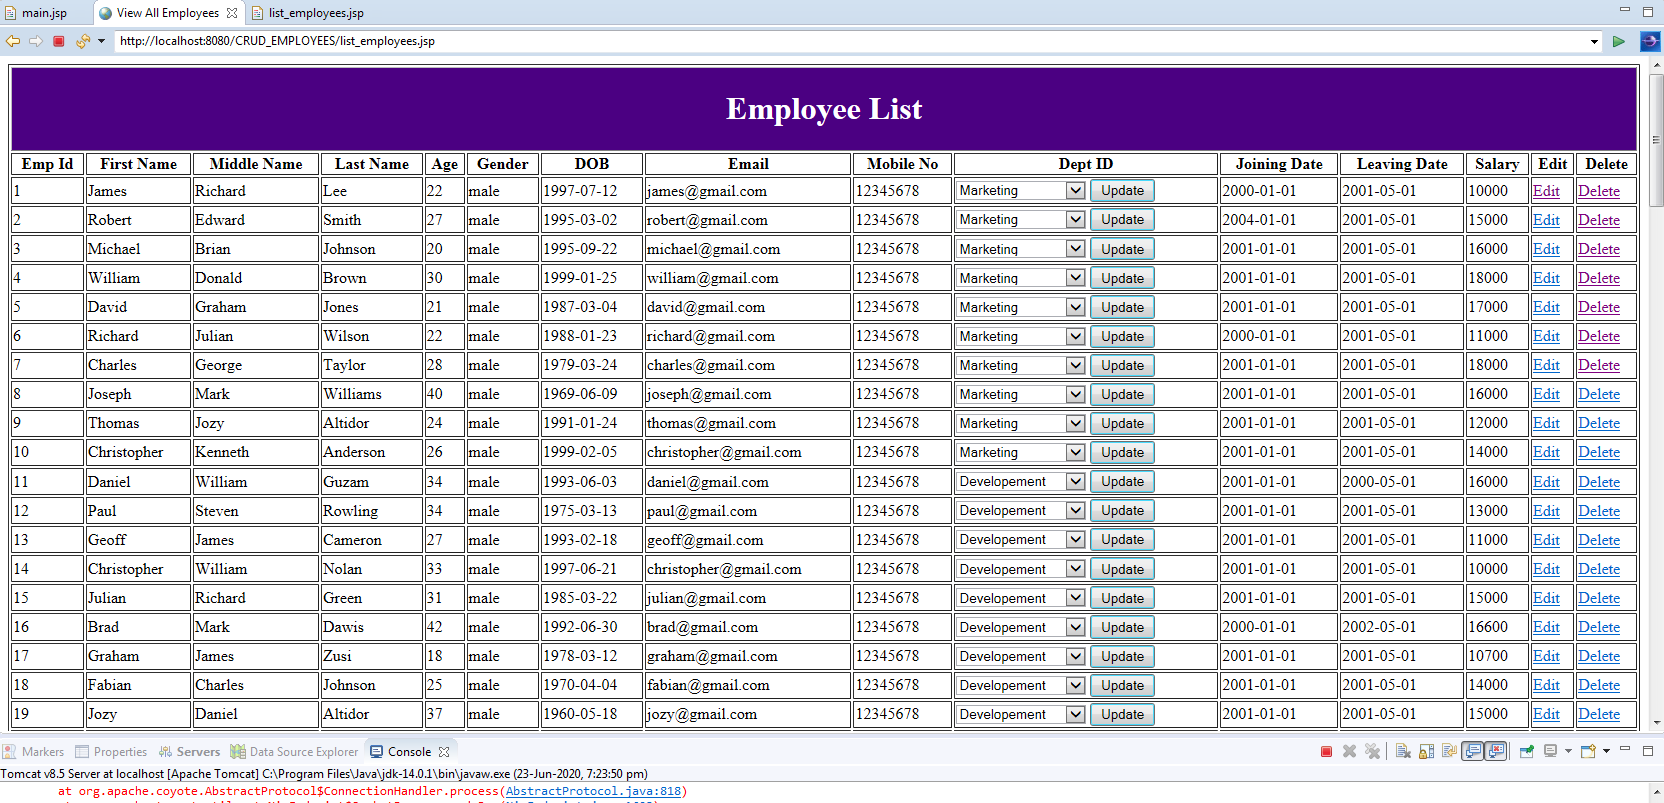 main.jsp View All Employees list_employees.jsp
http://localhost:8080/CRUD_EMPLOYEES/list_employees.jsp
Employee List
Emp Id First Name Middle Name Last Name Age Gender DOB Email Mobile No Dept ID Joining Date Leaving Date Salary Edit Delete
1 James Richard Lee 22 male 1997-07-12 james@gmail.com 12345678 Marketing Update 2000-01-01 2001-05-01 10000 Edit Delete
2 Robert Edward Smith 27 male 1995-03-02 robert@gmail.com 12345678 Marketing Update 2004-01-01 2001-05-01 15000 Edit Delete
3 Michael Brian Johnson 20 male 1995-09-22 michael@gmail.com 12345678 Marketing Update 2001-01-01 2001-05-01 16000 Edit Delete
4 William Donald Brown 30 male 1999-01-25 william@gmail.com 12345678 Marketing Update 2001-01-01 2001-05-01 18000 Edit Delete
5 David Graham Jones 21 male 1987-03-04 david@gmail.com 12345678 Marketing Update 2001-01-01 2001-05-01 17000 Edit Delete
6 Richard Julian Wilson 22 male 1988-01-23 richard@gmail.com 12345678 Marketing Update 2000-01-01 2001-05-01 11000 Edit Delete
7 Charles George Taylor 28 male 1979-03-24 charles@gmail.com 12345678 Marketing Update 2001-01-01 2001-05-01 18000 Edit Delete
8 Joseph Mark Williams 40 male 1969-06-09 joseph@gmail.com 12345678 Marketing Update 2001-01-01 2001-05-01 16000 Edit Delete
9 Thomas Jozy Altidor 24 male 1991-01-24 thomas@gmail.com 12345678 Marketing Update 2001-01-01 2001-05-01 12000 Edit Delete
10 Christopher Kenneth Anderson 26 male 1999-02-05 christopher@gmail.com 12345678 Marketing Update 2001-01-01 2001-05-01 14000 Edit Delete
11 Daniel William Guzam 34 male 1993-06-03 daniel@gmail.com 12345678 Developement Update 2001-01-01 2000-05-01 16000 Edit Delete
12 Paul Steven Rowling 34 male 1975-03-13 paul@gmail.com 12345678 Developement Update 2001-01-01 2001-05-01 13000 Edit Delete
13 Geoff James Cameron 27 male 1993-02-18 geoff@gmail.com 12345678 Developement Update 2001-01-01 2001-05-01 11000 Edit Delete
14 Christopher William Nolan 33 male 1997-06-21 christopher@gmail.com 12345678 Developement Update 2001-01-01 2001-05-01 10000 Edit Delete
15 Julian Richard Green 31 male 1985-03-22 julian@gmail.com 12345678 Developement Update 2001-01-01 2001-05-01 15000 Edit Delete
16 Brad Mark Dawis 42 male 1992-06-30 brad@gmail.com 12345678 Developement Update 2000-01-01 2002-05-01 16600 Edit Delete
17 Graham James Zusi 18 male 1978-03-12 graham@gmail.com 12345678 Developement Update 2001-01-01 2001-05-01 10700 Edit Delete
18 Fabian Charles Johnson 25 male 1970-04-04 fabian@gmail.com 12345678 Developement Update 2001-01-01 2001-05-01 14000 Edit Delete
19 Jozy Daniel Altidor 37 male 1960-05-18 jozy@gmail.com 12345678 Developement Update 2001-01-01 2001-05-01 15000 Edit Delete
Markers Properties Servers Data Source Explorer Console
Tomcat v8.5 Server at localhost [Apache Tomcat] C:\Program Files\Java\jdk-14.0.1\bin\javaw.exe (23-Jun-2020, 7:23:50 pm)
at org.apache.coyote.AbstractProtocol$ConnectionHandler.process(AbstractProtocol.java:818)